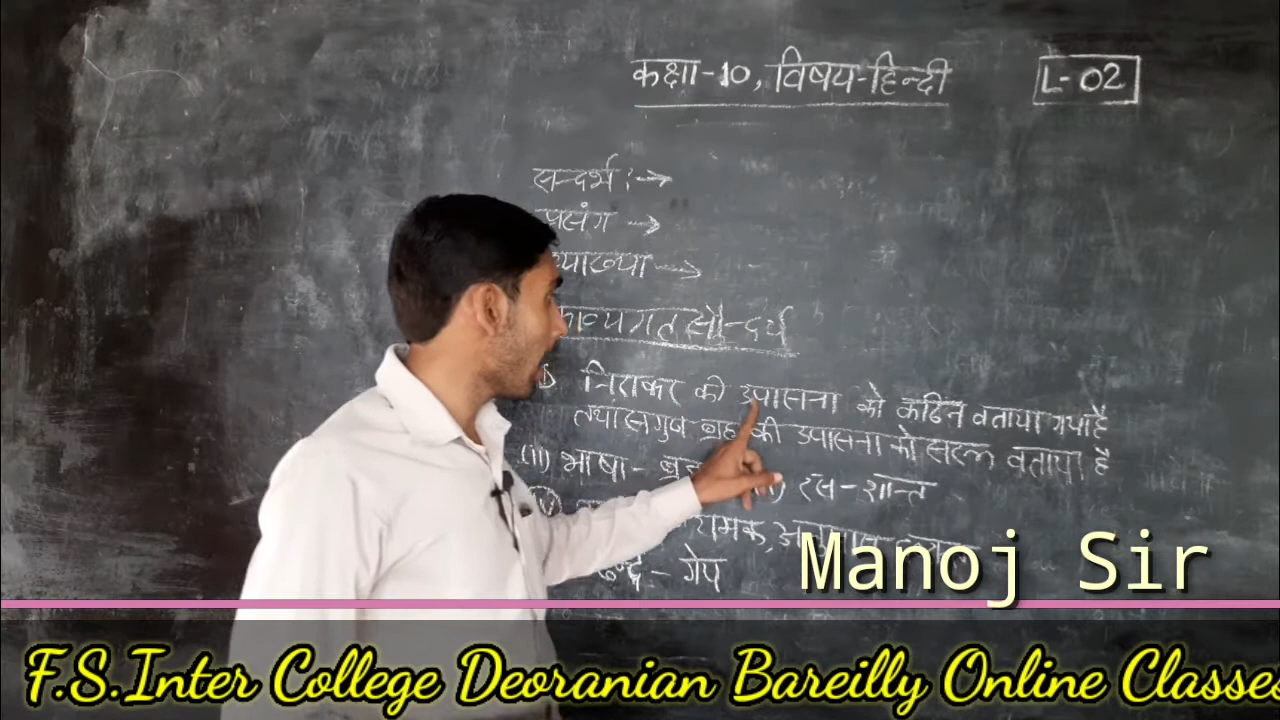 कक्षा-10, विषय-हिन्दी
L-02
सन्दर्भ :→
प्रसंग →
व्याख्या →
काव्यगत सौन्दर्य
निराकार की उपासना को कठिन बताया गया है
तथा सगुण ब्रह्म की उपासना को सरल बताया है
(ii) भाषा - रस - शान्त
अनुप्रास
Manoj Sir
छन्द - गेय
F.S.Inter College Deoranian Bareilly Online Classes